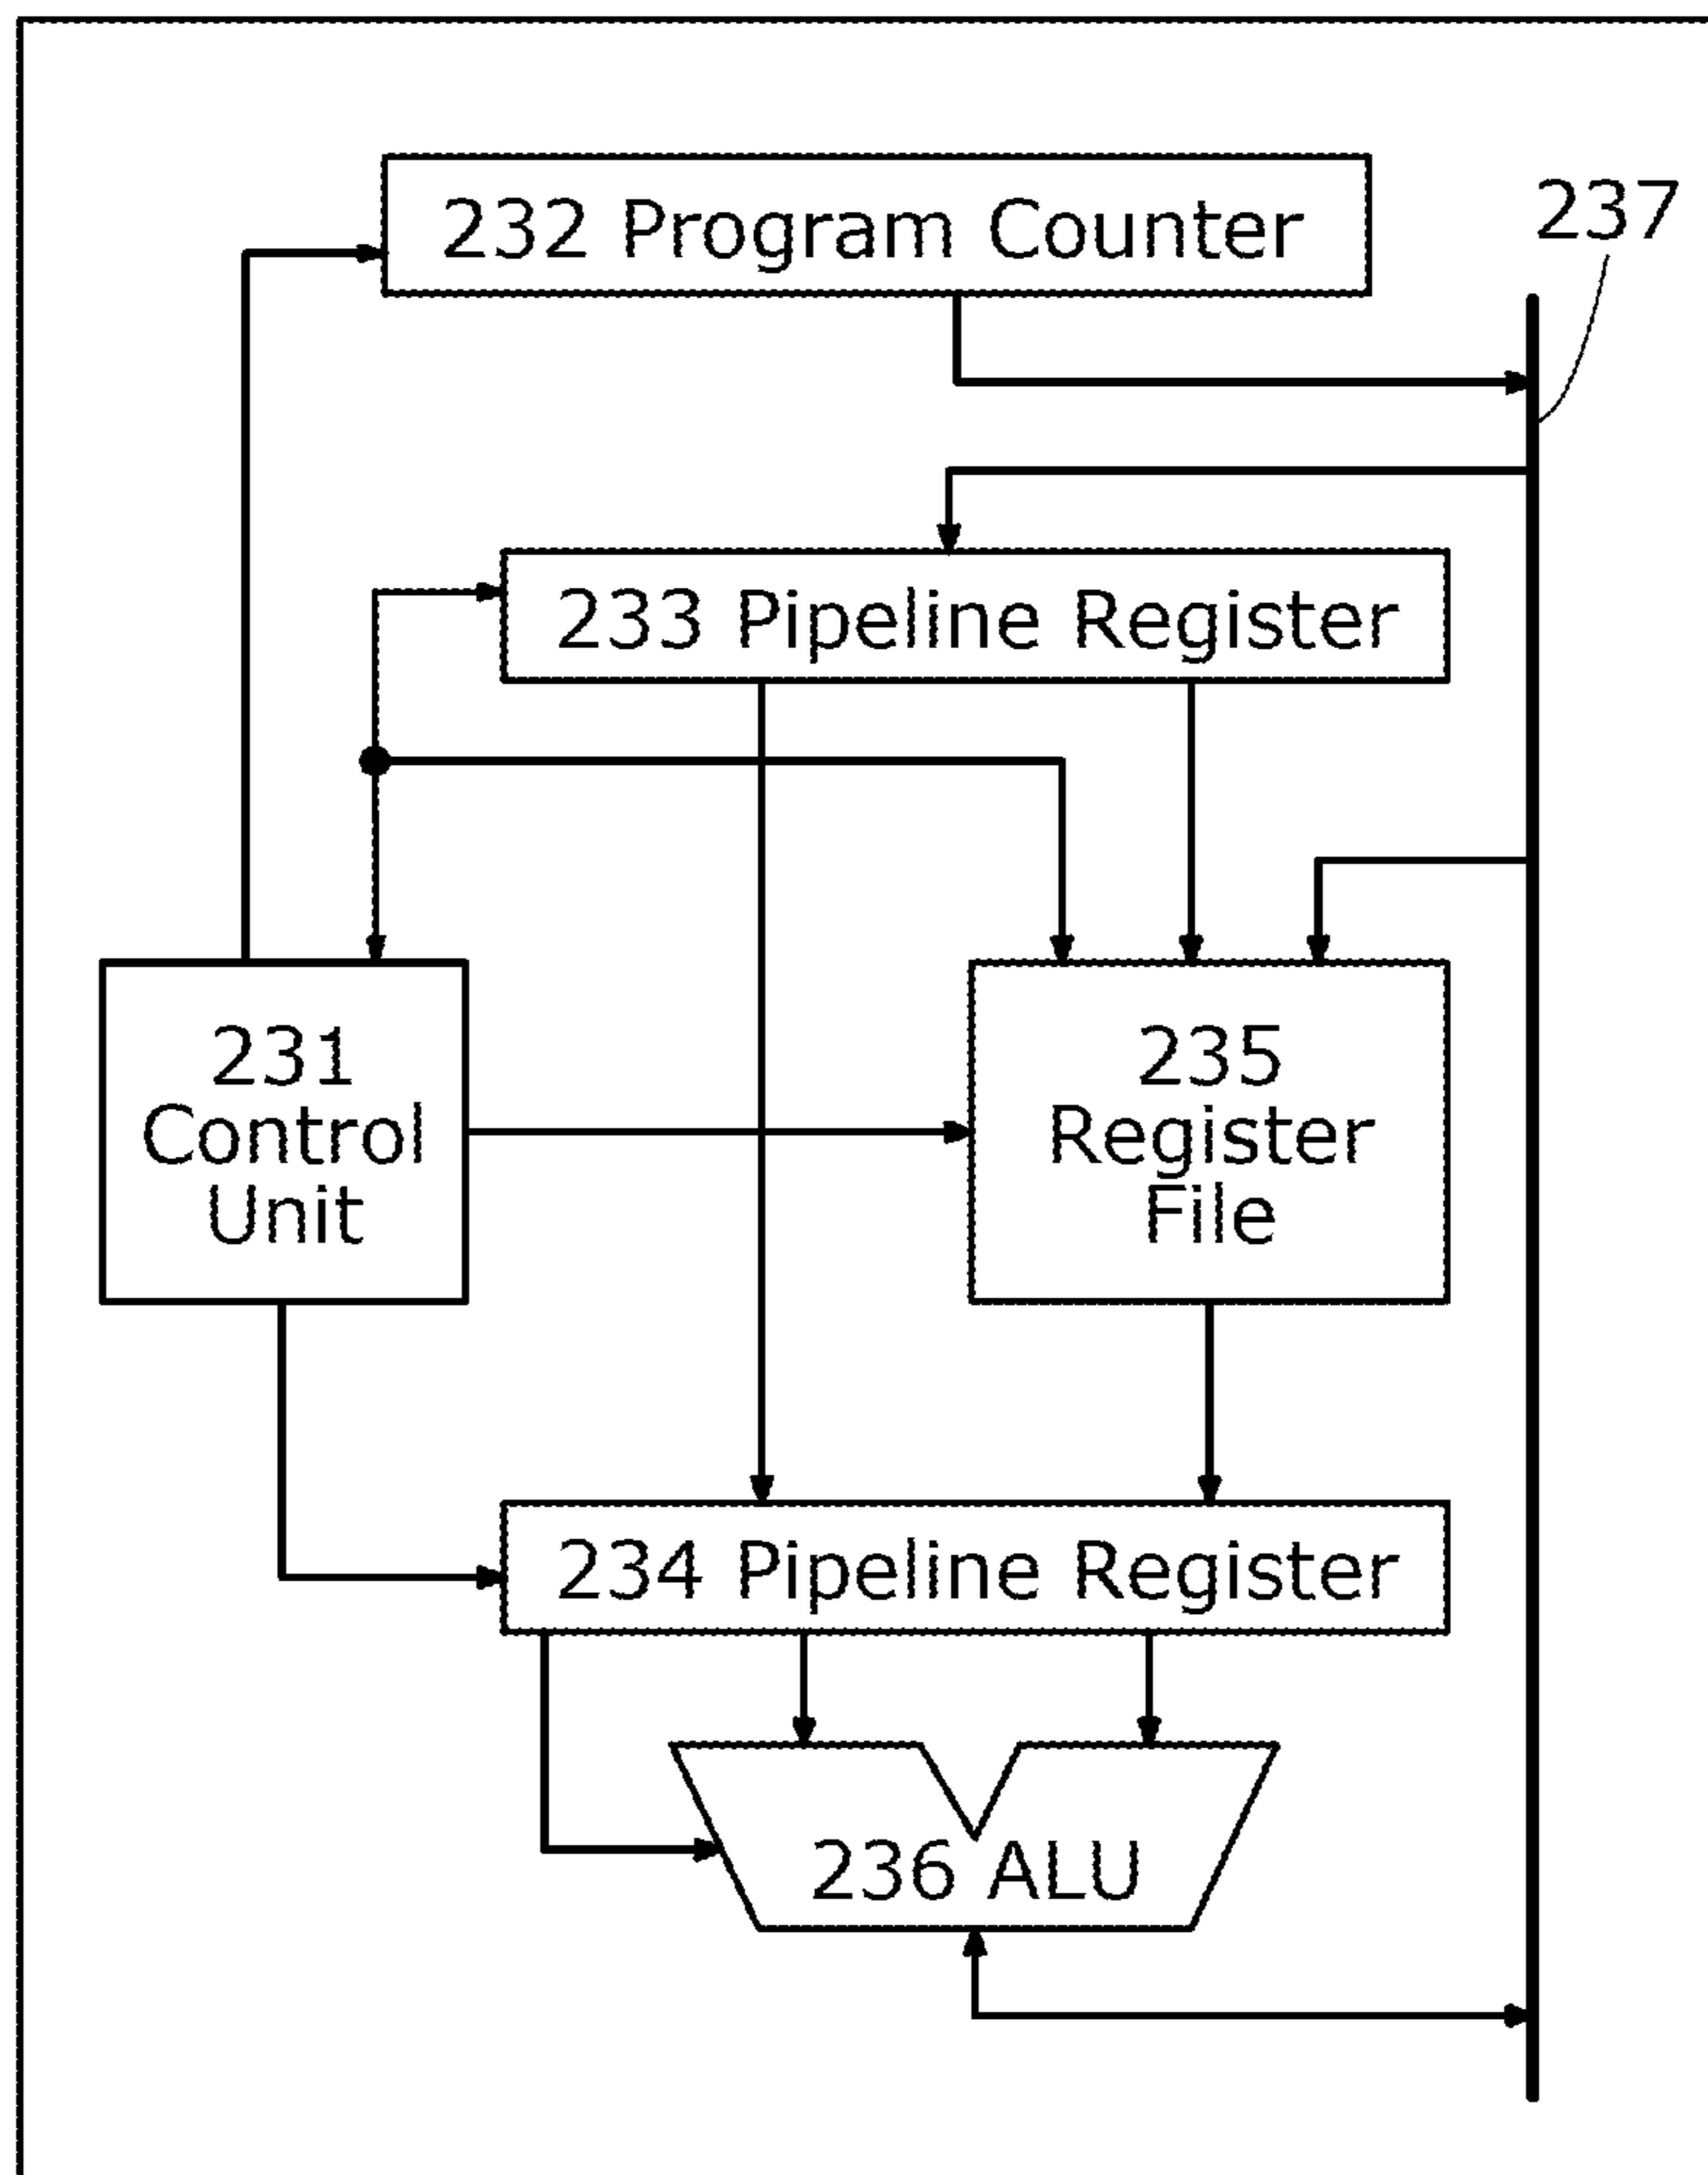 232 Program Counter
237
233 Pipeline Register
231
Control
Unit
235
Register
File
234 Pipeline Register
236 ALU